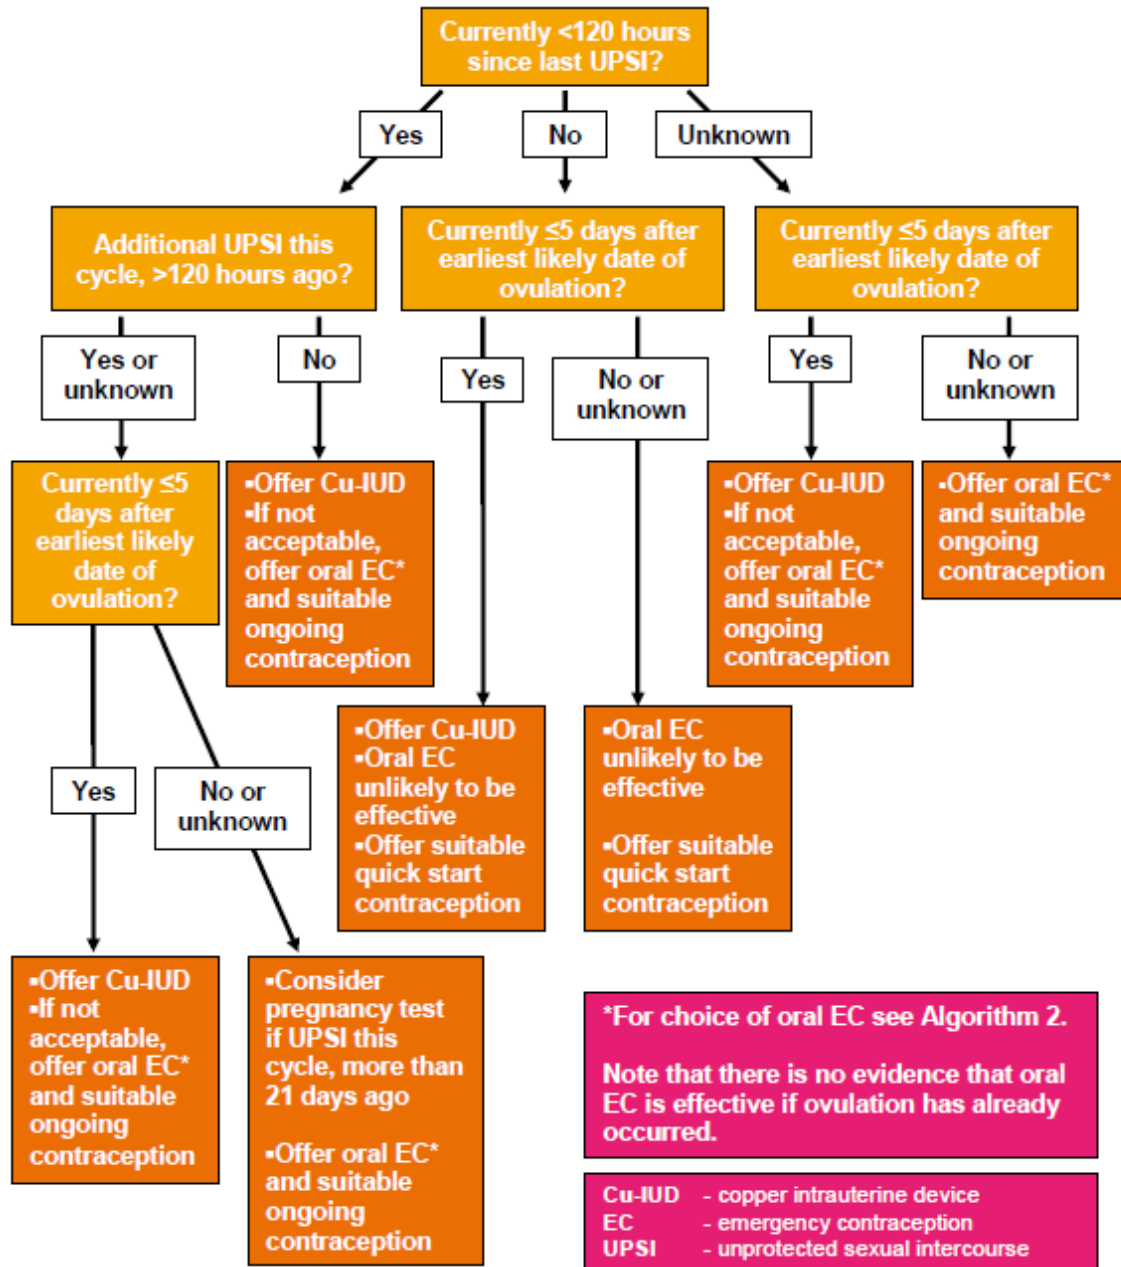 Currently <120 hours
since last UPSI?
Yes
No
Unknown
Additional UPSI this
cycle, >120 hours ago?
Currently ≤5 days after
earliest likely date of
ovulation?
Currently ≤5 days after
earliest likely date of
ovulation?
Yes or
unknown
No
Yes
No or
unknown
Yes
No or
unknown
Currently ≤5
days after
earliest likely
date of
ovulation?
▪Offer Cu-IUD
▪If not
acceptable,
offer oral EC*
and suitable
ongoing
contraception
▪Offer Cu-IUD
▪If not
acceptable,
offer oral EC*
and suitable
ongoing
contraception
▪Offer oral EC*
and suitable
ongoing
contraception
Yes
No or
unknown
▪Offer Cu-IUD
▪Oral EC
unlikely to be
effective
▪Offer suitable
quick start
contraception
▪Oral EC
unlikely to be
effective
▪Offer suitable
quick start
contraception
▪Offer Cu-IUD
▪If not
acceptable,
offer oral EC*
and suitable
ongoing
contraception
▪Consider
pregnancy test
if UPSI this
cycle, more than
21 days ago
▪Offer oral EC*
and suitable
ongoing
contraception
*For choice of oral EC see Algorithm 2.
Note that there is no evidence that oral
EC is effective if ovulation has already
occurred.
Cu-IUD - copper intrauterine device
EC - emergency contraception
UPSI - unprotected sexual intercourse